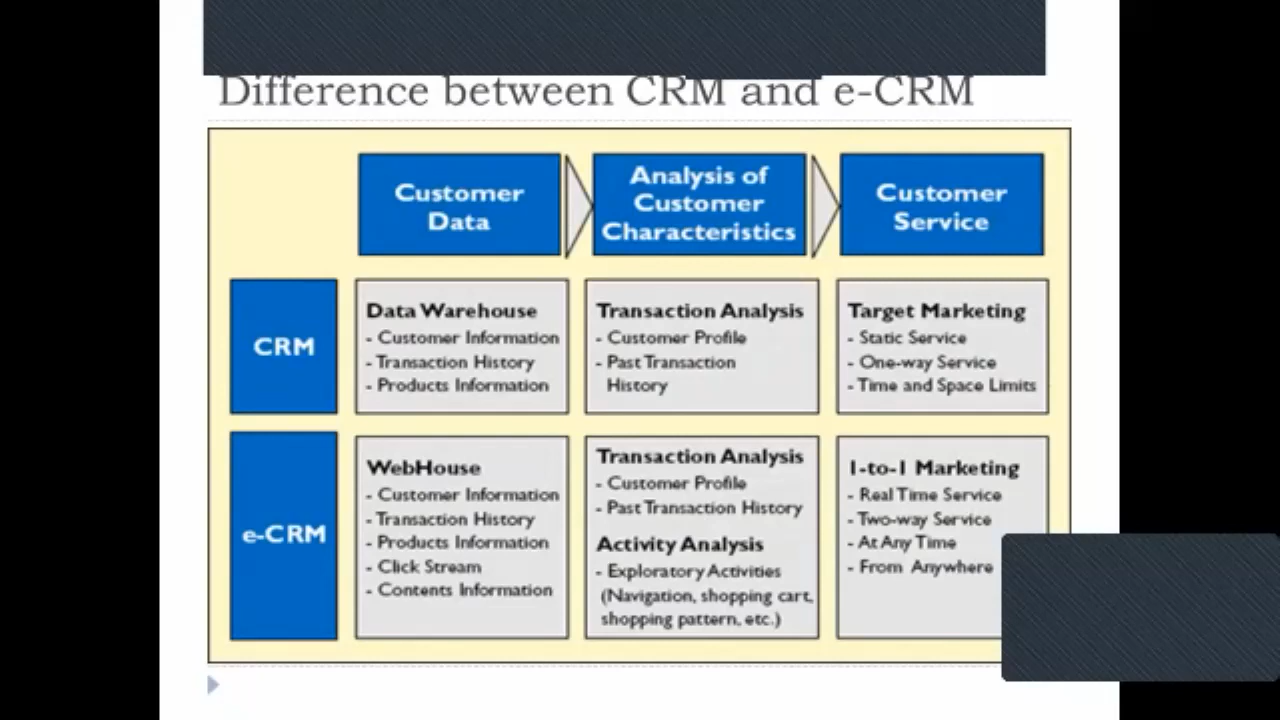 Difference between CRM and e-CRM
Customer
Data
Analysis of
Customer
Characteristics
Customer
Service
CRM
Data Warehouse
- Customer Information
- Transaction History
- Products Information
Transaction Analysis
- Customer Profile
- Past Transaction
History
Target Marketing
- Static Service
- One-way Service
- Time and Space Limits
e-CRM
WebHouse
- Customer Information
- Transaction History
- Products Information
- Click Stream
- Contents Information
Transaction Analysis
- Customer Profile
- Past Transaction History
Activity Analysis
- Exploratory Activities
(Navigation, shopping cart,
shopping pattern, etc.)
1-to-1 Marketing
- Real Time Service
- Two-way Service
- At Any Time
- From Anywhere